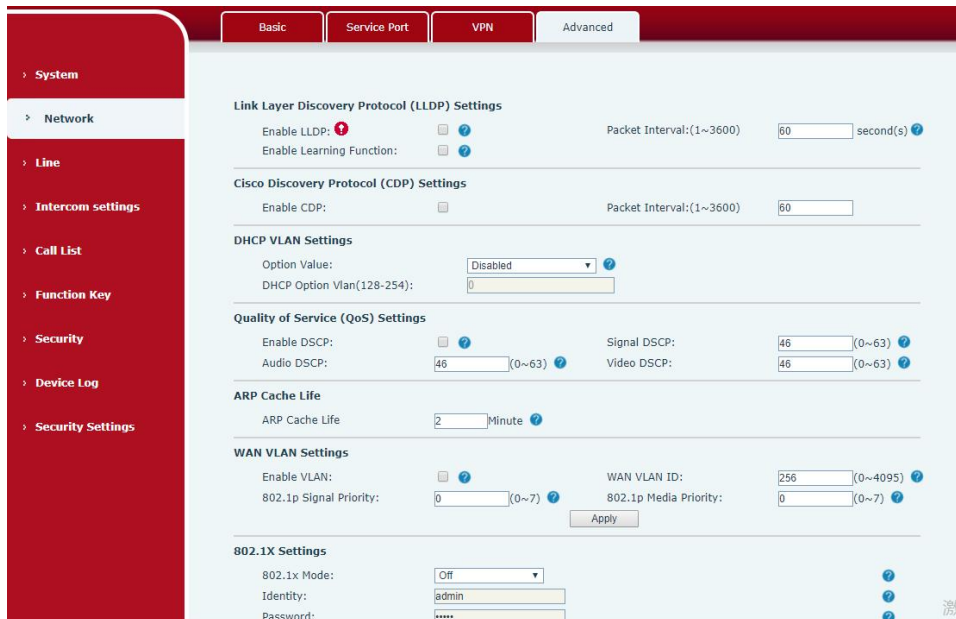 Basic Service Port VPN Advanced
› System
› Network
› Line
› Intercom settings
› Call List
› Function Key
› Security
› Device Log
› Security Settings
Link Layer Discovery Protocol (LLDP) Settings
Enable LLDP: ? Packet Interval:(1~3600) 60 second(s) ?
Enable Learning Function: ?
Cisco Discovery Protocol (CDP) Settings
Enable CDP: Packet Interval:(1~3600) 60
DHCP VLAN Settings
Option Value: Disabled ?
DHCP Option Vlan(128-254): 0
Quality of Service (QoS) Settings
Enable DSCP: ? Signal DSCP: 46 (0~63) ?
Audio DSCP: 46 (0~63) ? Video DSCP: 46 (0~63) ?
ARP Cache Life
ARP Cache Life 2 Minute ?
WAN VLAN Settings
Enable VLAN: ? WAN VLAN ID: 256 (0~4095) ?
802.1p Signal Priority: 0 (0~7) ? 802.1p Media Priority: 0 (0~7) ?
Apply
802.1X Settings
802.1x Mode: Off ?
Identity: admin ?
Password: ••••• ?